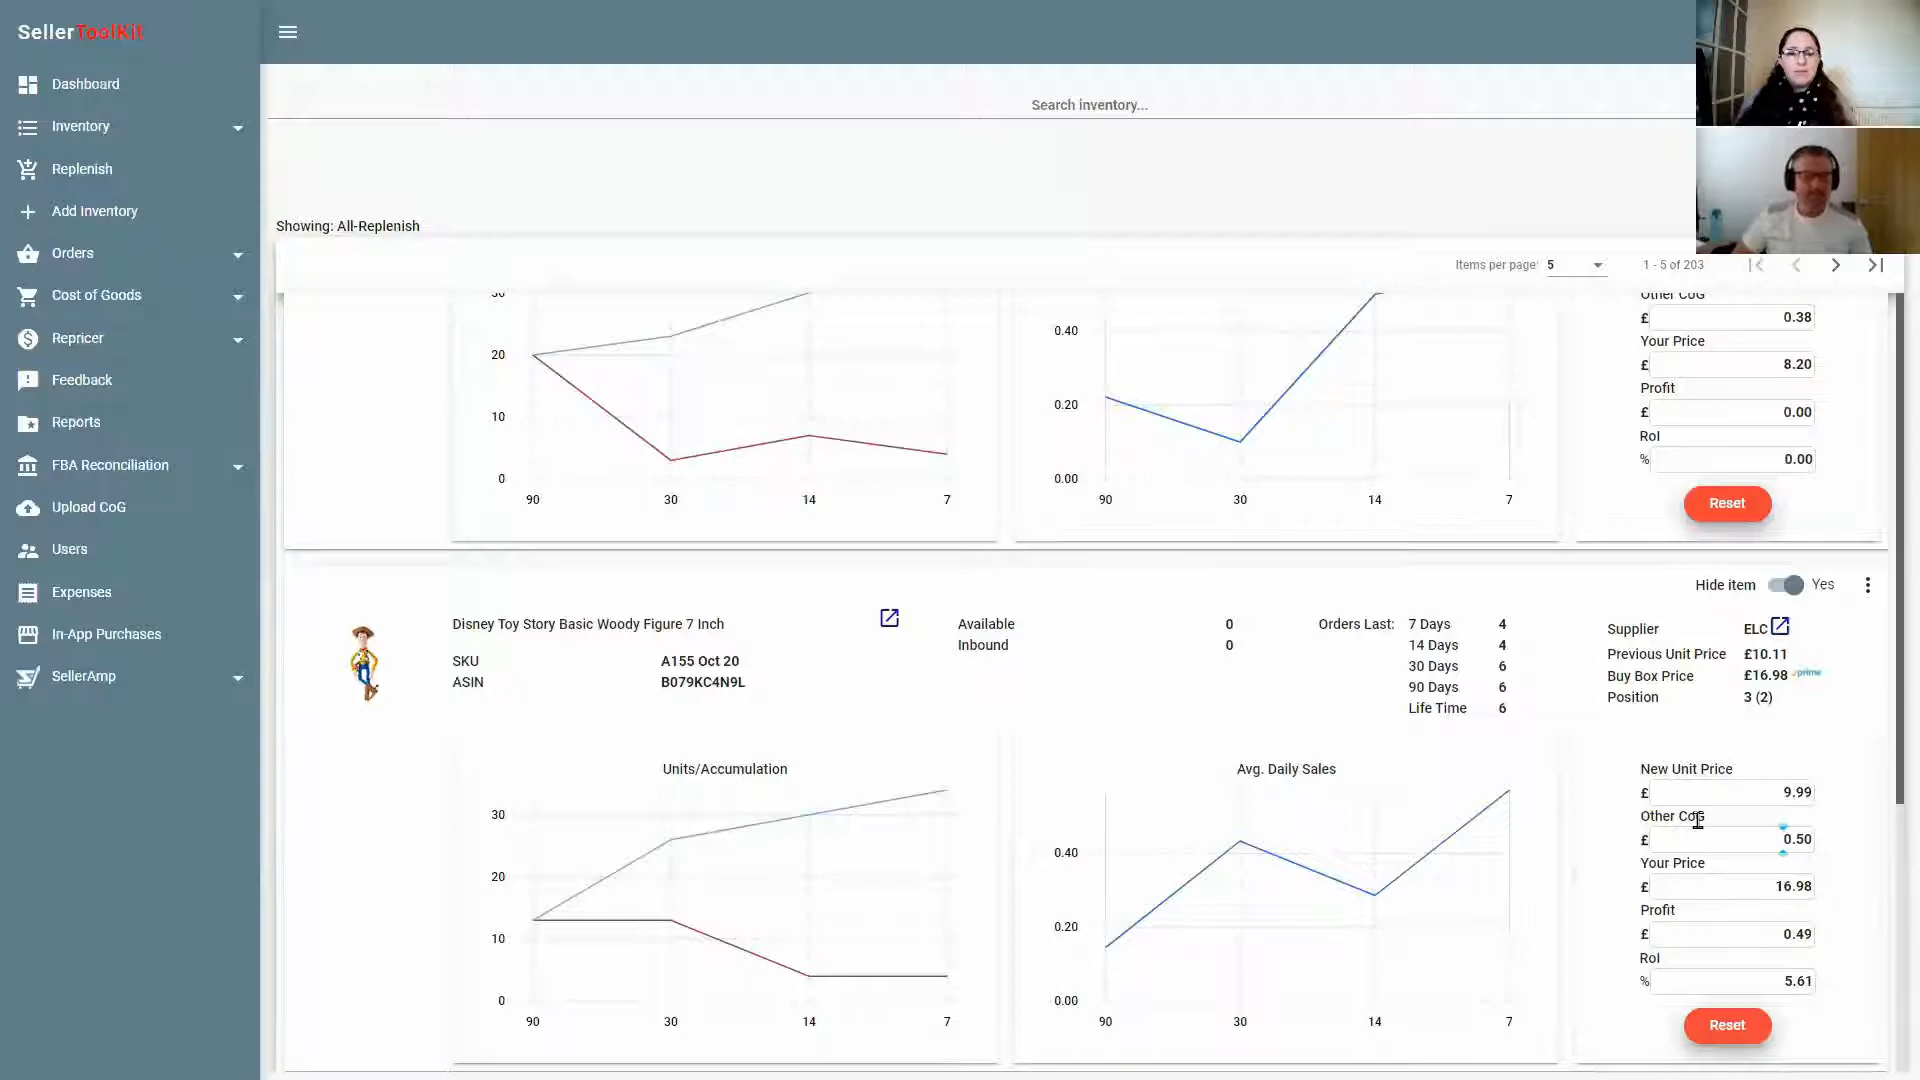 SellerToolKit
Dashboard
Inventory
Replenish
Add Inventory
Orders
Cost of Goods
Repricer
Feedback
Reports
FBA Reconciliation
Upload CoG
Users
Expenses
In-App Purchases
SellerAmp
Search inventory...
Showing: All-Replenish
Items per page: 5
1 - 5 of 203
30
20
10
0
90 30 14 7
0.40
0.20
0.00
90 30 14 7
Other CoG
£ 0.38
Your Price
£ 8.20
Profit
£ 0.00
RoI
% 0.00
Reset
Hide item Yes
Disney Toy Story Basic Woody Figure 7 Inch
SKU A155 Oct 20
ASIN B079KC4N9L
Available 0
Inbound 0
Orders Last: 7 Days 4
14 Days 4
30 Days 6
90 Days 6
Life Time 6
Supplier ELC
Previous Unit Price £10.11
Buy Box Price £16.98 prime
Position 3 (2)
Units/Accumulation
30
20
10
0
90 30 14 7
Avg. Daily Sales
0.40
0.20
0.00
90 30 14 7
New Unit Price
£ 9.99
Other CoG
£ 0.50
Your Price
£ 16.98
Profit
£ 0.49
RoI
% 5.61
Reset